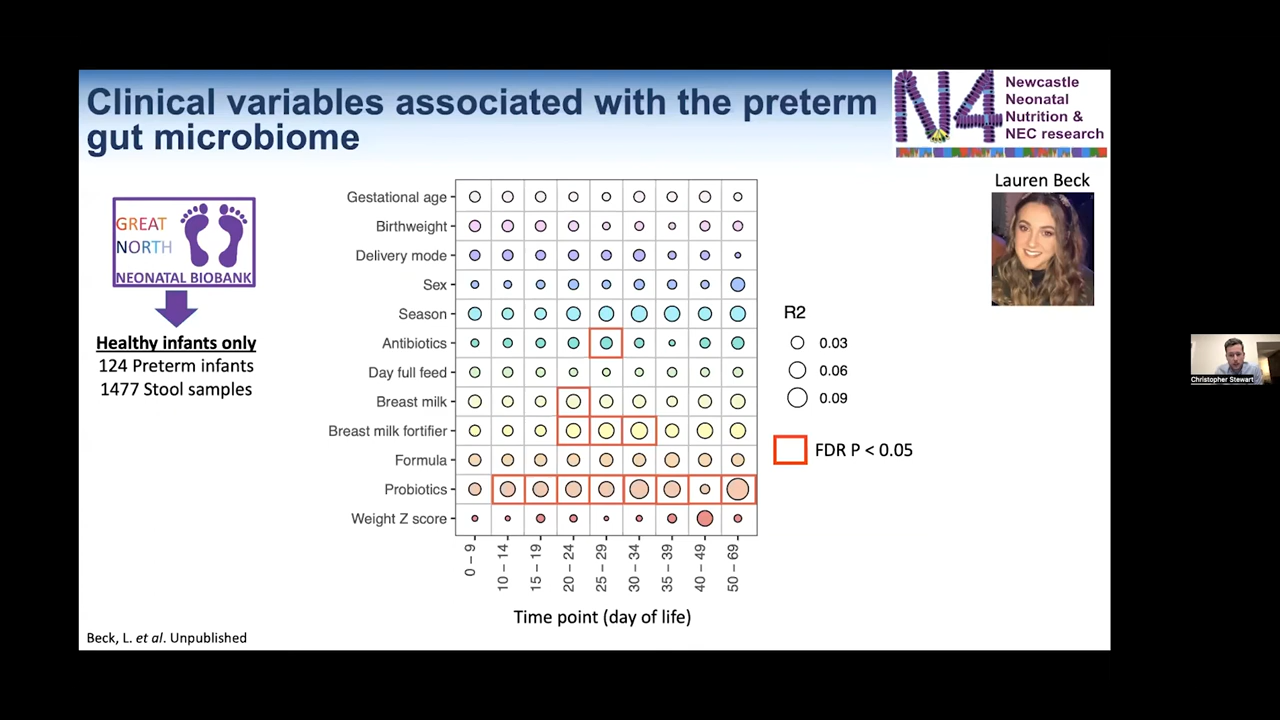 Clinical variables associated with the preterm
gut microbiome
N4
Newcastle
Neonatal
Nutrition &
NEC research
Lauren Beck
GREAT
NORTH
NEONATAL BIOBANK
Healthy infants only
124 Preterm infants
1477 Stool samples
Gestational age
Birthweight
Delivery mode
Sex
Season
Antibiotics
Day full feed
Breast milk
Breast milk fortifier
Formula
Probiotics
Weight Z score
0 – 9
10 – 14
15 – 19
20 – 24
25 – 29
30 – 34
35 – 39
40 – 49
50 – 69
Time point (day of life)
R2
0.03
0.06
0.09
FDR P < 0.05
Beck, L. et al. Unpublished
Christopher Stewart